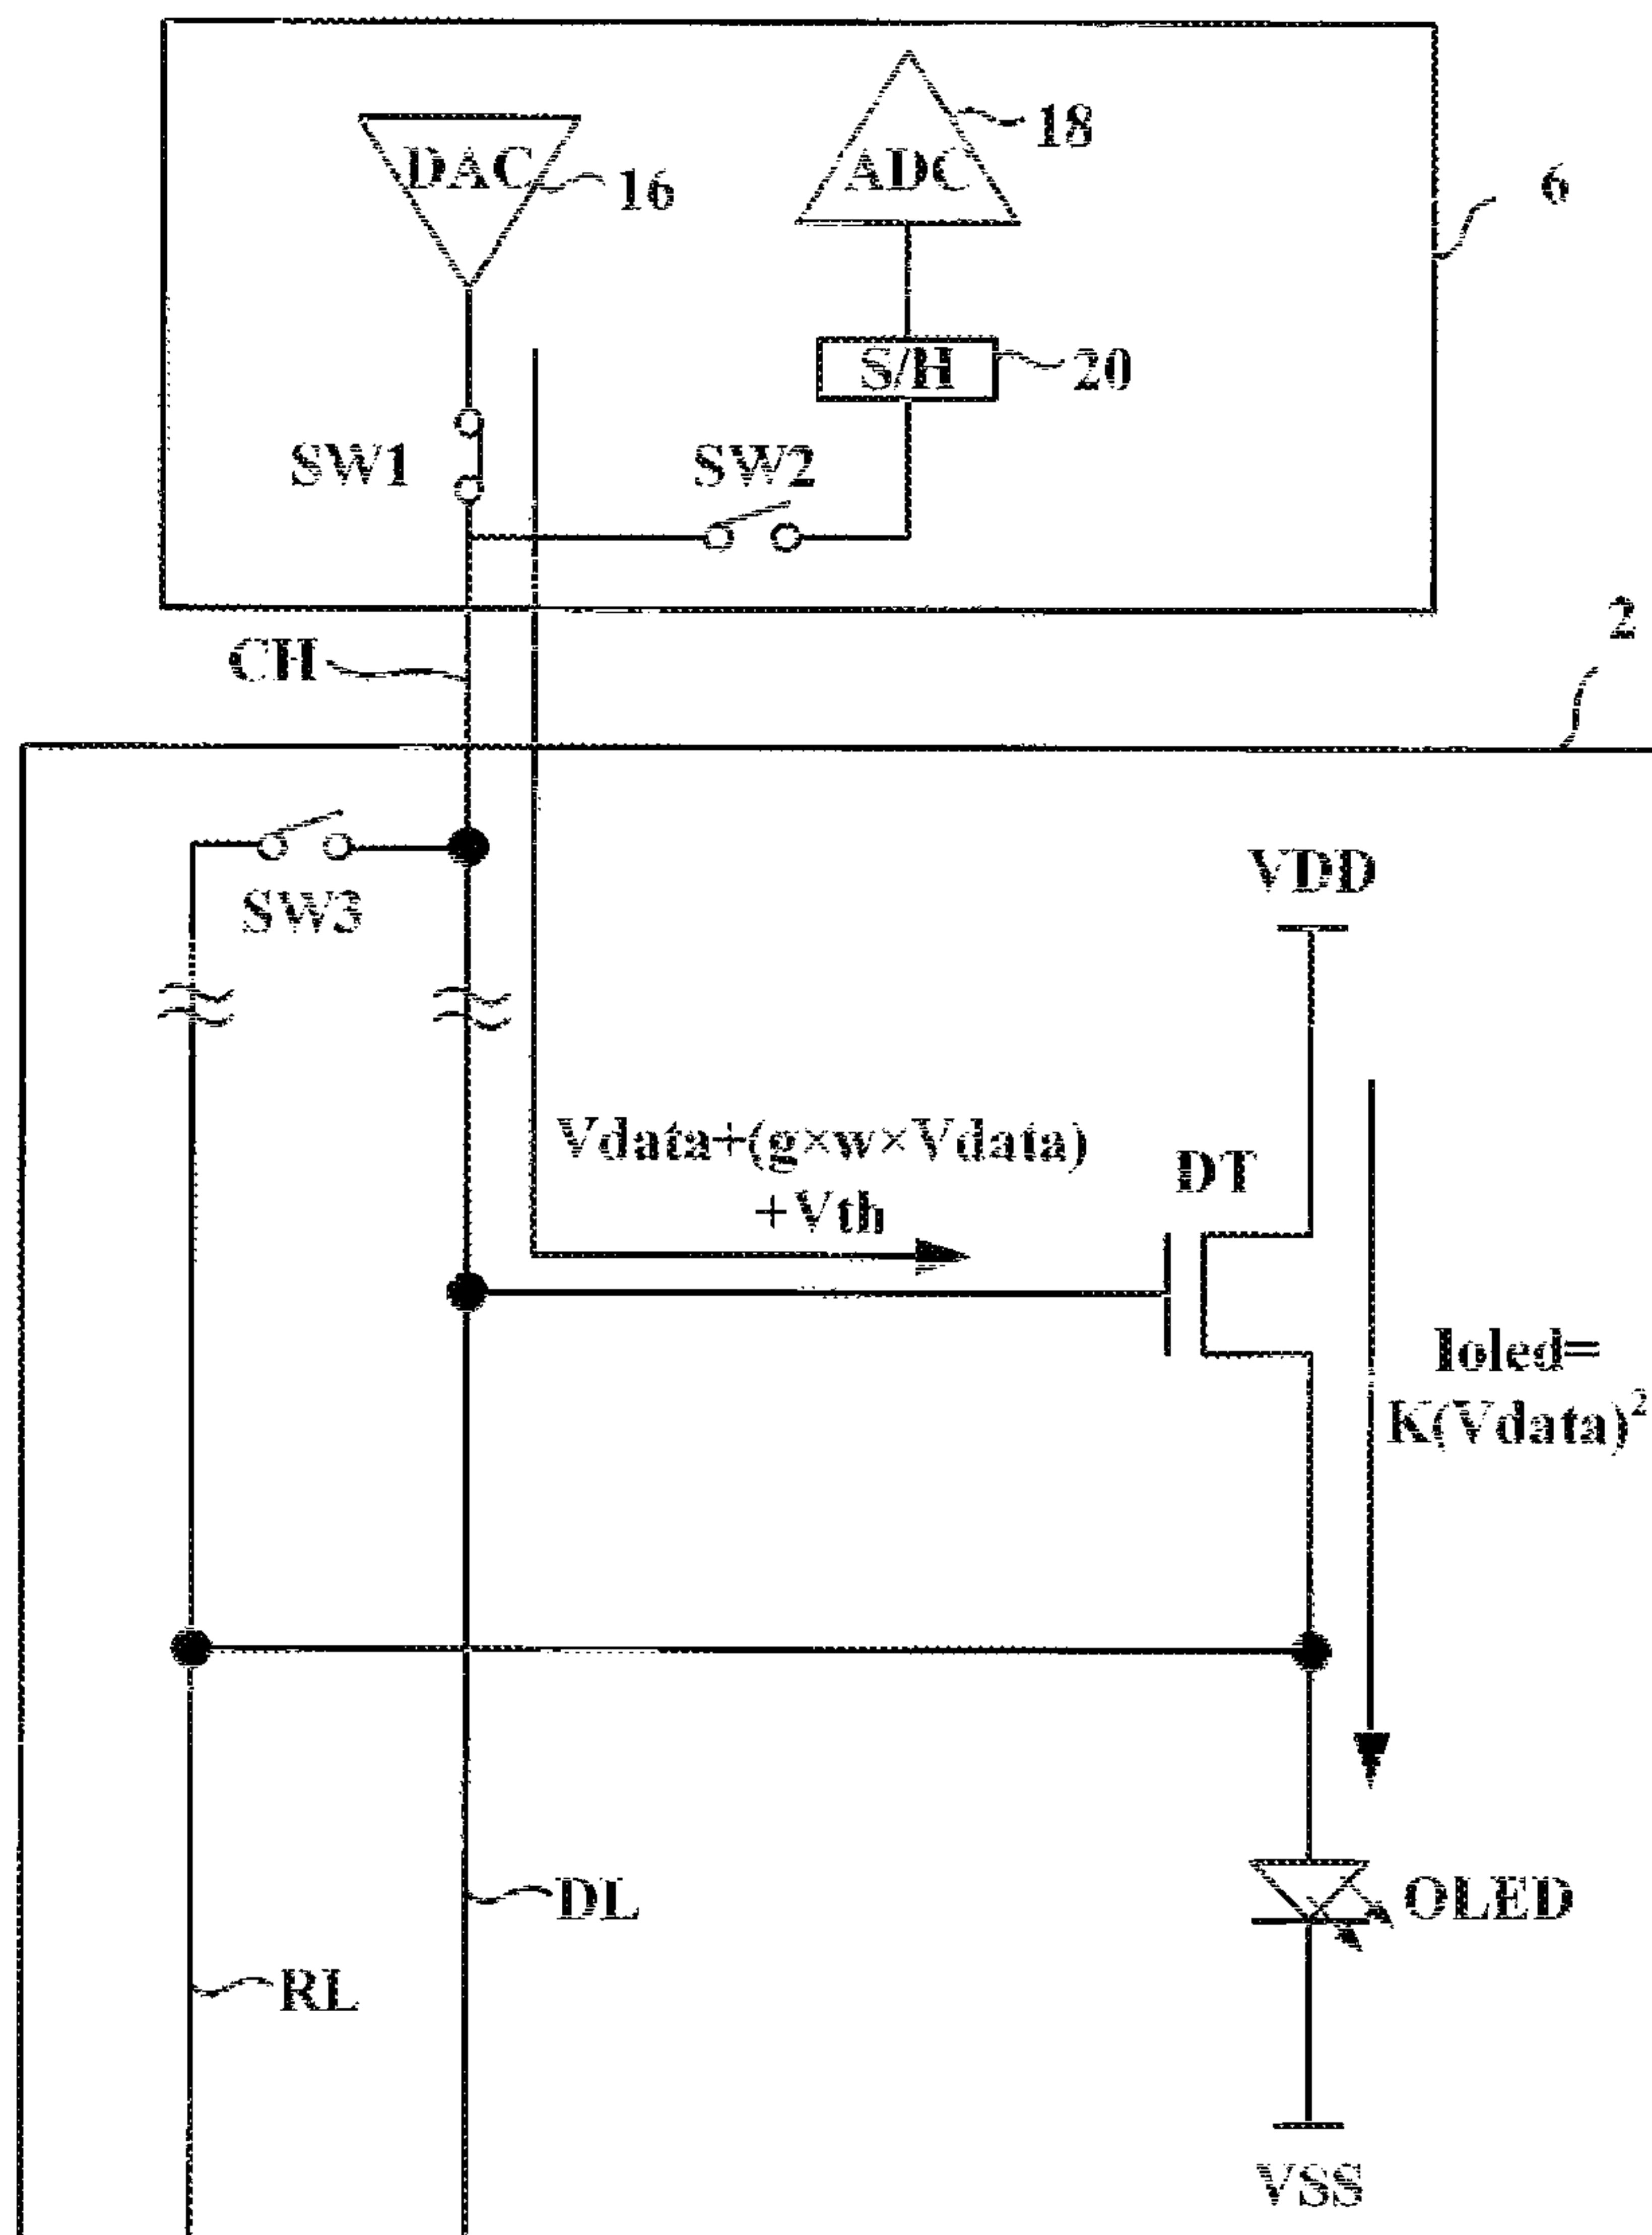 DAC
16
ADC
18
6
S/H
20
SW1
SW2
CH
2
SW3
VDD
Vdata+(g×w×Vdata)
+Vth
DT
Ioled=
K(Vdata)²
OLED
DL
RL
VSS